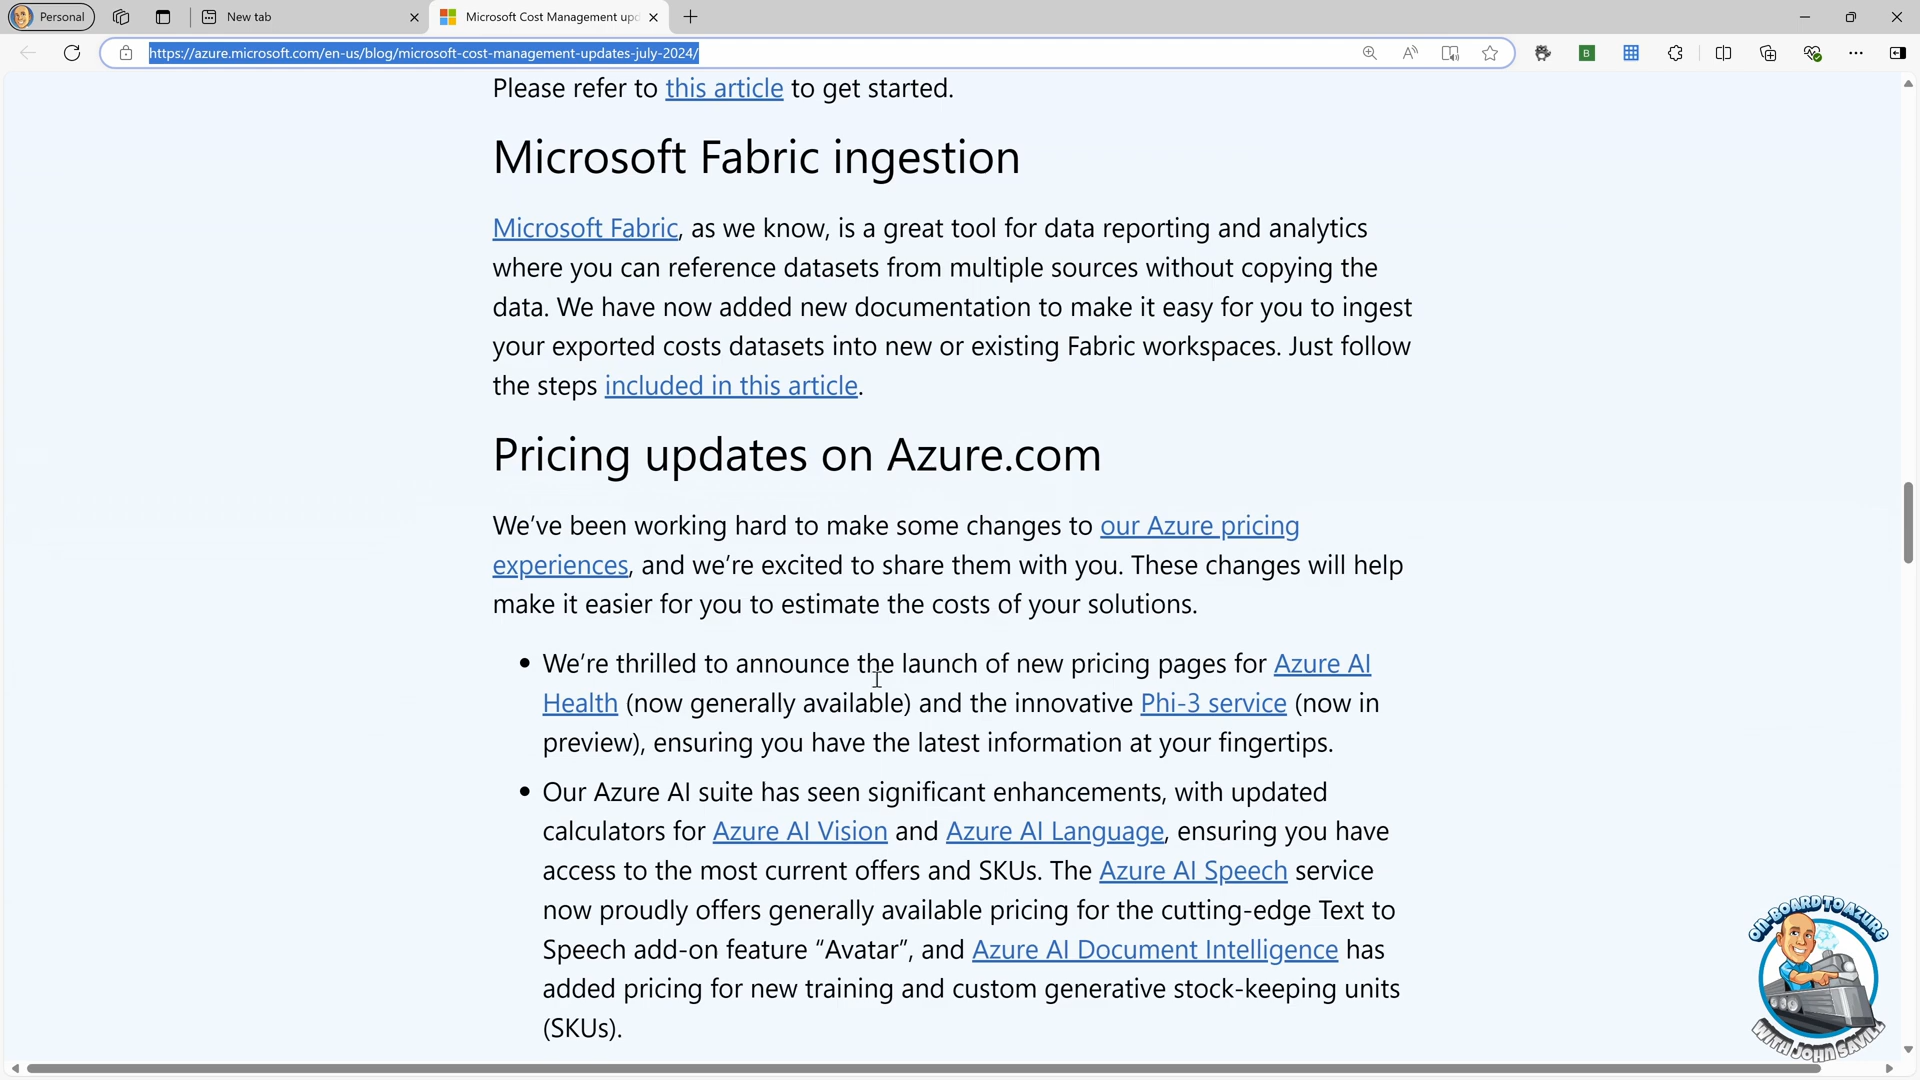 Personal
New tab
Microsoft Cost Management upd
https://azure.microsoft.com/en-us/blog/microsoft-cost-management-updates-july-2024/
Please refer to this article to get started.
Microsoft Fabric ingestion
Microsoft Fabric, as we know, is a great tool for data reporting and analytics
where you can reference datasets from multiple sources without copying the
data. We have now added new documentation to make it easy for you to ingest
your exported costs datasets into new or existing Fabric workspaces. Just follow
the steps included in this article.
Pricing updates on Azure.com
We’ve been working hard to make some changes to our Azure pricing
experiences, and we’re excited to share them with you. These changes will help
make it easier for you to estimate the costs of your solutions.
• We’re thrilled to announce the launch of new pricing pages for Azure AI
Health (now generally available) and the innovative Phi-3 service (now in
preview), ensuring you have the latest information at your fingertips.
• Our Azure AI suite has seen significant enhancements, with updated
calculators for Azure AI Vision and Azure AI Language, ensuring you have
access to the most current offers and SKUs. The Azure AI Speech service
now proudly offers generally available pricing for the cutting-edge Text to
Speech add-on feature “Avatar”, and Azure AI Document Intelligence has
added pricing for new training and custom generative stock-keeping units
(SKUs).
ON-BOARD TO AZURE
WITH JOHN SAVILL